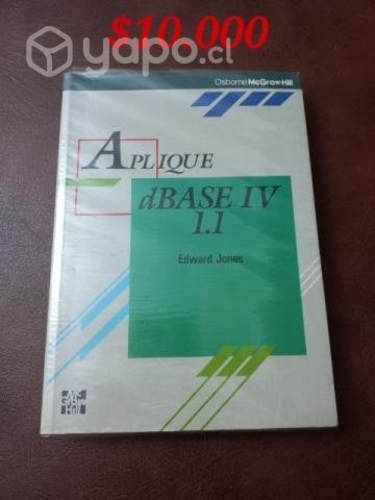 $10.000
yapo.cl
Osborne McGraw-Hill
APLIQUE
dBASE IV
1.1
Edward Jones